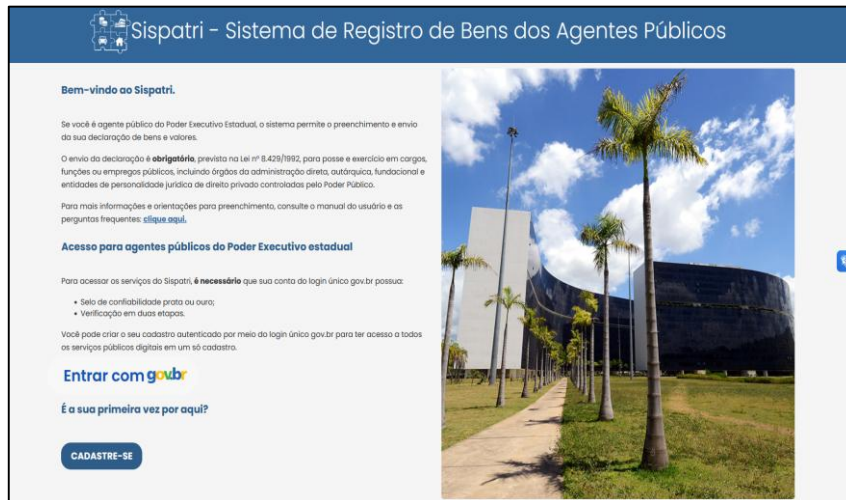 Sispatri - Sistema de Registro de Bens dos Agentes Públicos
Bem-vindo ao Sispatri.
Se você é agente público do Poder Executivo Estadual, o sistema permite o preenchimento e envio
da sua declaração de bens e valores.
O envio da declaração é obrigatório, prevista na Lei nº 8.429/1992, para posse e exercício em cargos,
funções ou empregos públicos, incluindo órgãos da administração direta, autárquica, fundacional e
entidades de personalidade jurídica de direito privado controladas pelo Poder Público.
Para mais informações e orientações para preenchimento, consulte o manual do usuário e as
perguntas frequentes: clique aqui.
Acesso para agentes públicos do Poder Executivo estadual
Para acessar os serviços do Sispatri, é necessário que sua conta do login único gov.br possua:
• Selo de confiabilidade prata ou ouro;
• Verificação em duas etapas.
Você pode criar o seu cadastro autenticado por meio do login único gov.br para ter acesso a todos
os serviços públicos digitais em um só cadastro.
Entrar com gov.br
É a sua primeira vez por aqui?
CADASTRE-SE